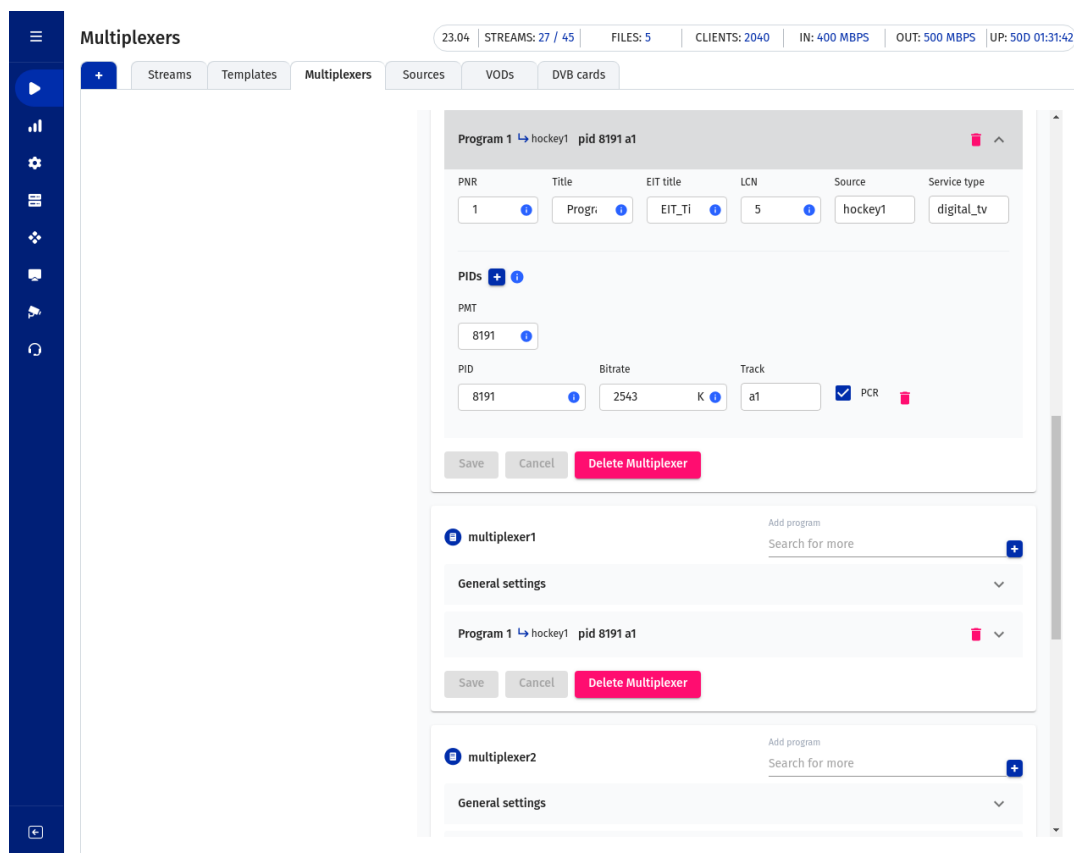 Multiplexers
23.04 STREAMS: 27 / 45 FILES: 5 CLIENTS: 2040 IN: 400 MBPS OUT: 500 MBPS UP: 50D 01:31:42
+ Streams Templates Multiplexers Sources VODs DVB cards
Program 1 hockey1 pid 8191 a1
PNR Title EIT title LCN Source Service type
1 Progra EIT_Ti 5 hockey1 digital_tv
PIDs +
PMT
8191
PID Bitrate Track
8191 2543 K a1 PCR
Save Cancel Delete Multiplexer
Add program
multiplexer1 Search for more +
General settings
Program 1 hockey1 pid 8191 a1
Save Cancel Delete Multiplexer
Add program
multiplexer2 Search for more +
General settings